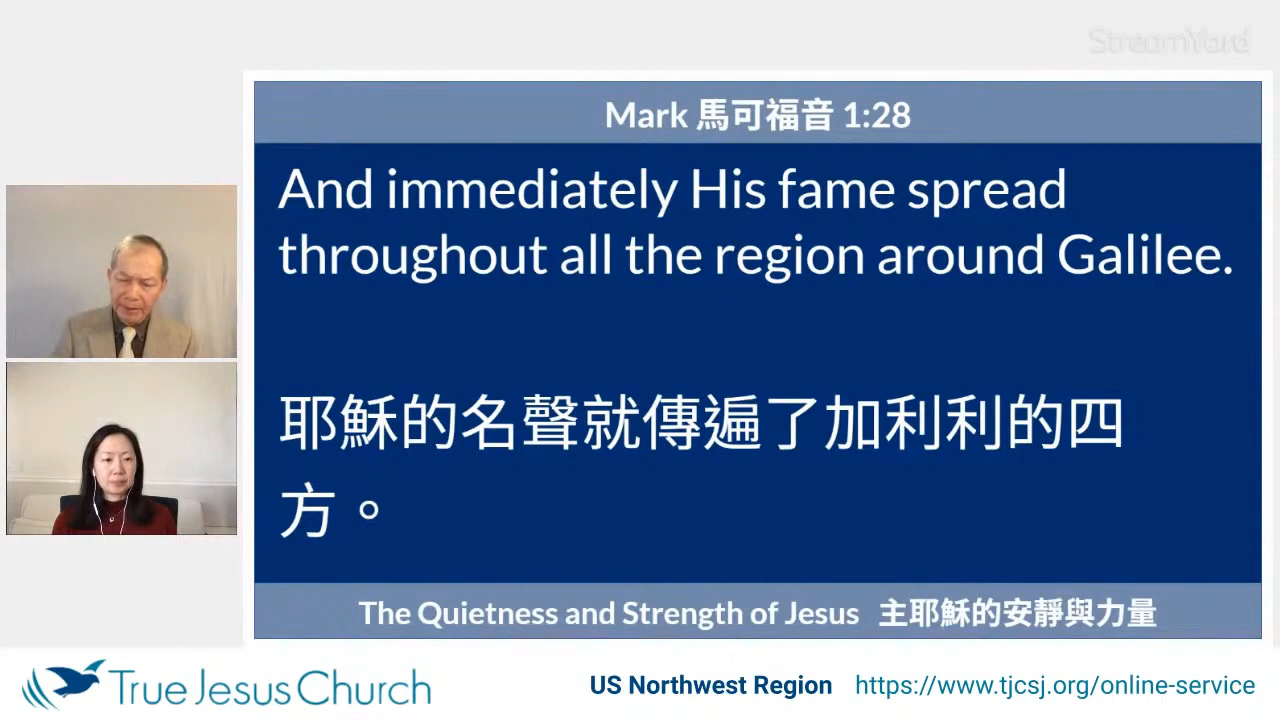 StreamYard
Mark 馬可福音 1:28
And immediately His fame spread
throughout all the region around Galilee.
耶穌的名聲就傳遍了加利利的四
方。
The Quietness and Strength of Jesus 主耶穌的安靜與力量
True Jesus Church
US Northwest Region https://www.tjcsj.org/online-service